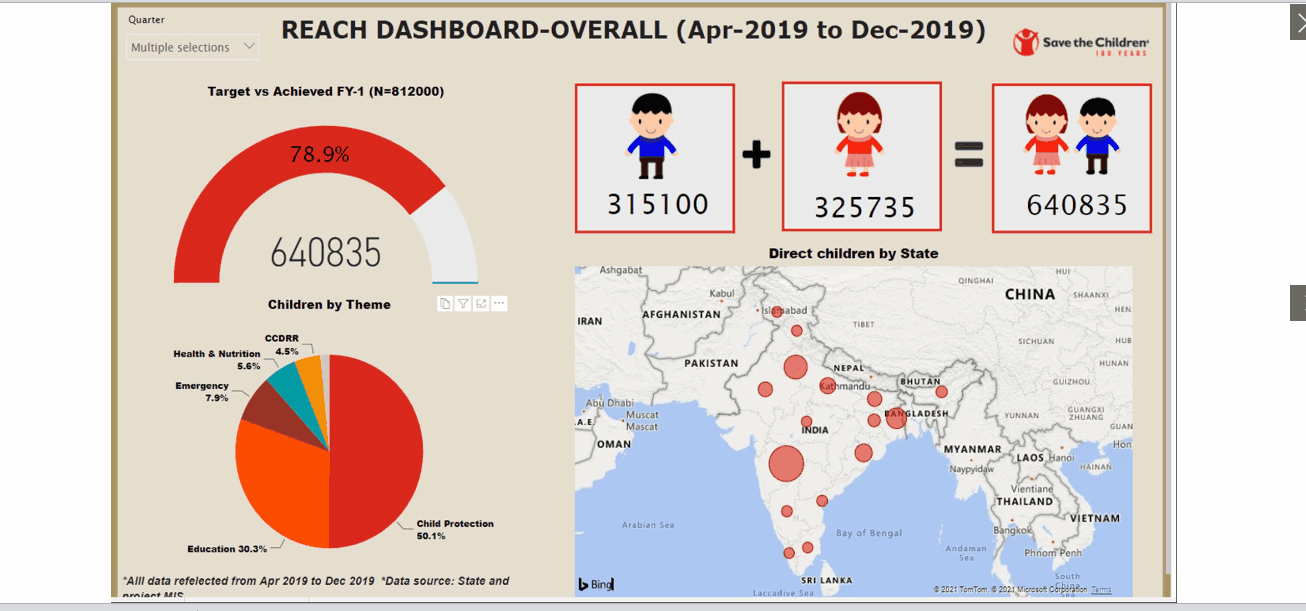 Quarter
Multiple selections
REACH DASHBOARD-OVERALL (Apr-2019 to Dec-2019)
Save the Children
100 YEARS
Target vs Achieved FY-1 (N=812000)
78.9%
640835
315100
325735
640835
Children by Theme
CCDRR
4.5%
Health & Nutrition
5.6%
Emergency
7.9%
Education 30.3%
Child Protection
50.1%
*Alll data refelected from Apr 2019 to Dec 2019 *Data source: State and
project MIS
Direct children by State
Ashgabat
Kabul
Islamabad
AFGHANISTAN
IRAN
PAKISTAN
QINGHAI
HUI
CHINA
SHAANXI
HEN
TIBET
SICHUAN
HUB
HUNAN
NEPAL
Kathmandu
BHUTAN
GUIZHOU
Abu Dhabi
.A.E.
Muscat
Mascat
OMAN
INDIA
BANGLADESH
YUNNAN
GUANGXI
ZHUANG
GUAN
MYANMAR
Naypyidaw
LAOS
Hanoi
Hon
HAINAN
Vientiane
THAILAND
VIETNAM
Bangkok
Phnom Penh
Arabian Sea
Bay of Bengal
Andaman
Sea
South
China
SRI LANKA
Laccadive Sea
Bing
© 2021 TomTom, © 2021 Microsoft Corporation Terms